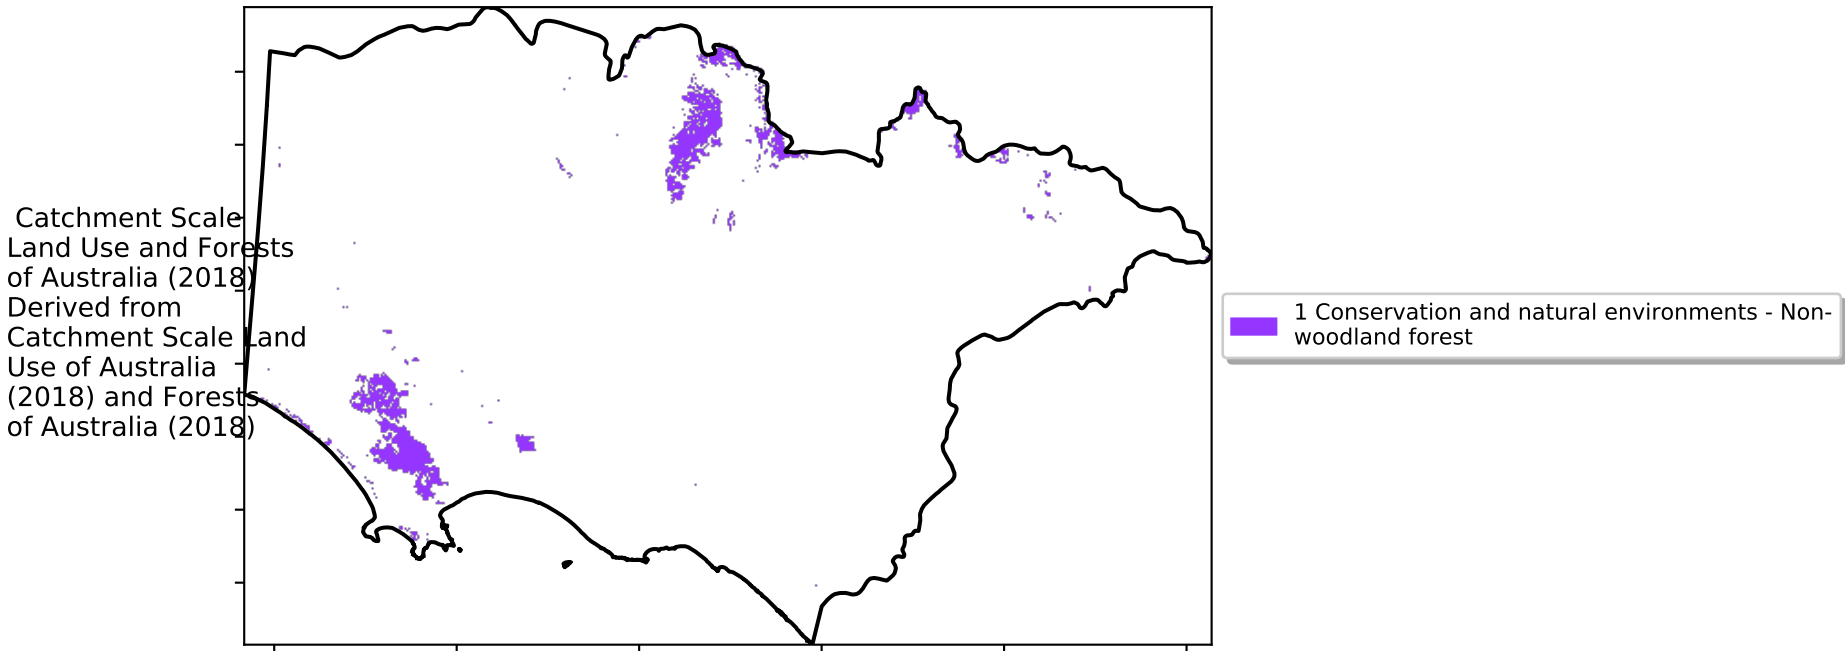 Catchment Scale
Land Use and Forests
of Australia (2018)
Derived from
Catchment Scale Land
Use of Australia
(2018) and Forests
of Australia (2018)
1 Conservation and natural environments - Non-
woodland forest